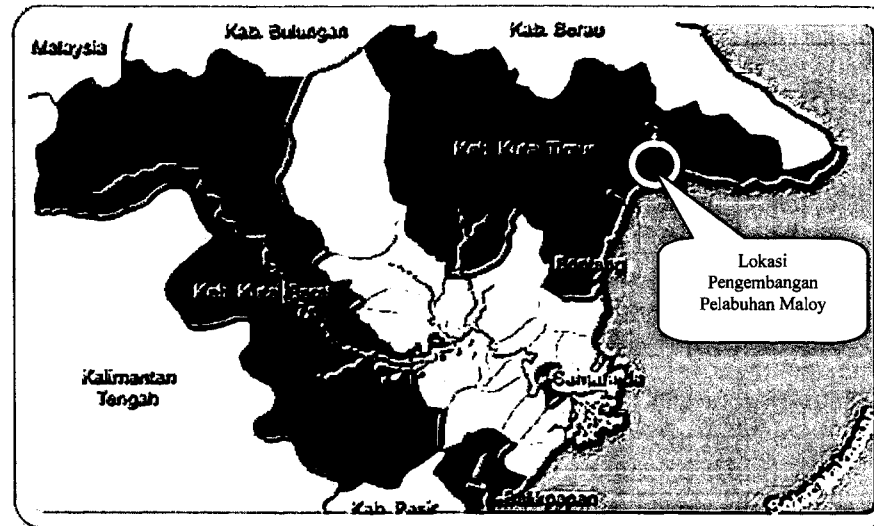 Kab. Bulungan
Kab. Berau
Malaysia
Kab. Kutai Timur
Lokasi
Pengembangan
Pelabuhan Maloy
Bontang
Kab. Kutai Barat
Kalimantan
Tengah
Samarinda
Balikpapan
Kab. Pasir